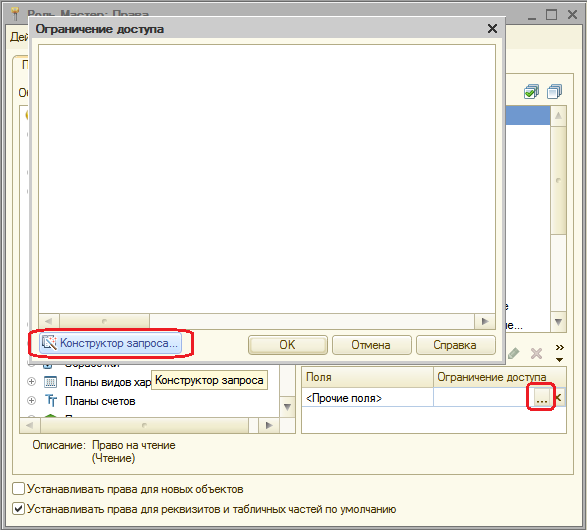 Роль Мастер: Права
Ограничение доступа
Конструктор запроса...
OK
Отмена
Справка
Конструктор запроса
Планы видов хар
Планы счетов
Поля
Ограничение доступа
<Прочие поля>
...
Описание: Право на чтение
(Чтение)
Устанавливать права для новых объектов
Устанавливать права для реквизитов и табличных частей по умолчанию